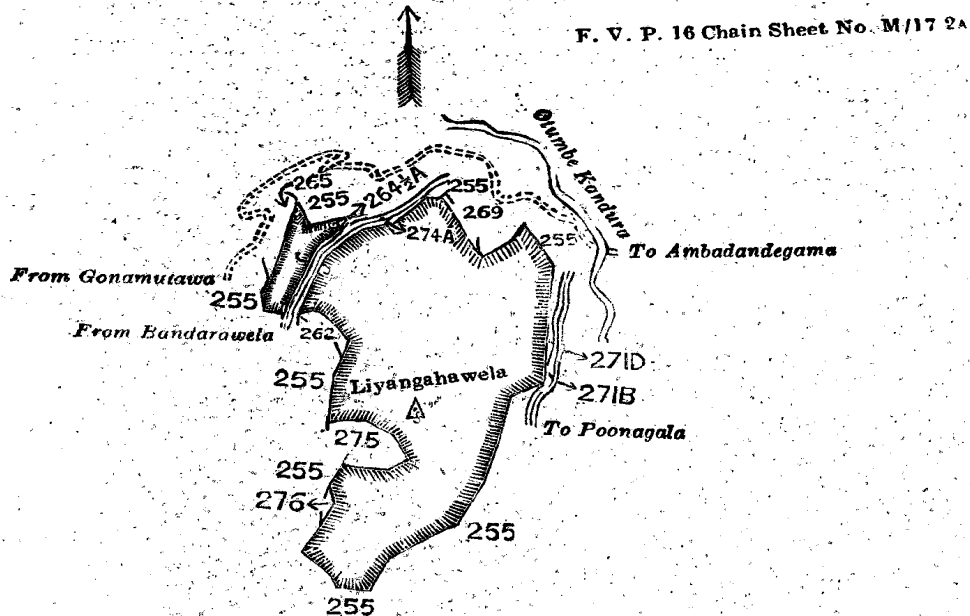 F. V. P. 16 Chain Sheet No. M/17 2A
Otumbe Kandura
265
255
264½A
255
269
274A
255
To Ambadandegama
From Gonamutawa
255
From Bandarawela
262
271D
255
Liyangahawela
271B
To Poonagala
275
255
276
255
255